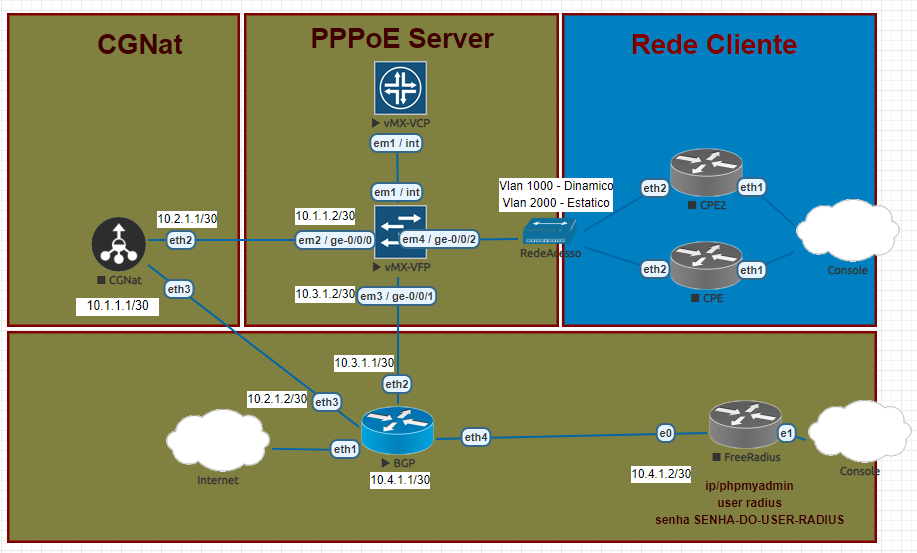 CGNat
PPPoE Server
Rede Cliente
vMX-VCP
em1 / int
em1 / int
Vlan 1000 - Dinamico
Vlan 2000 - Estatico
eth2
eth1
CPE2
10.2.1.1/30
10.1.1.2/30
eth2
em2 / ge-0/0/0
em4 / ge-0/0/2
RedeAdesso
vMX-VFP
CGNat
eth3
10.1.1.1/30
10.3.1.2/30
em3 / ge-0/0/1
eth2
eth1
CPE
Console
10.3.1.1/30
eth2
10.2.1.2/30
eth3
eth1
eth4
BGP
10.4.1.1/30
Internet
e0
e1
FreeRadius
10.4.1.2/30
Console
ip/phpmyadmin
user radius
senha SENHA-DO-USER-RADIUS